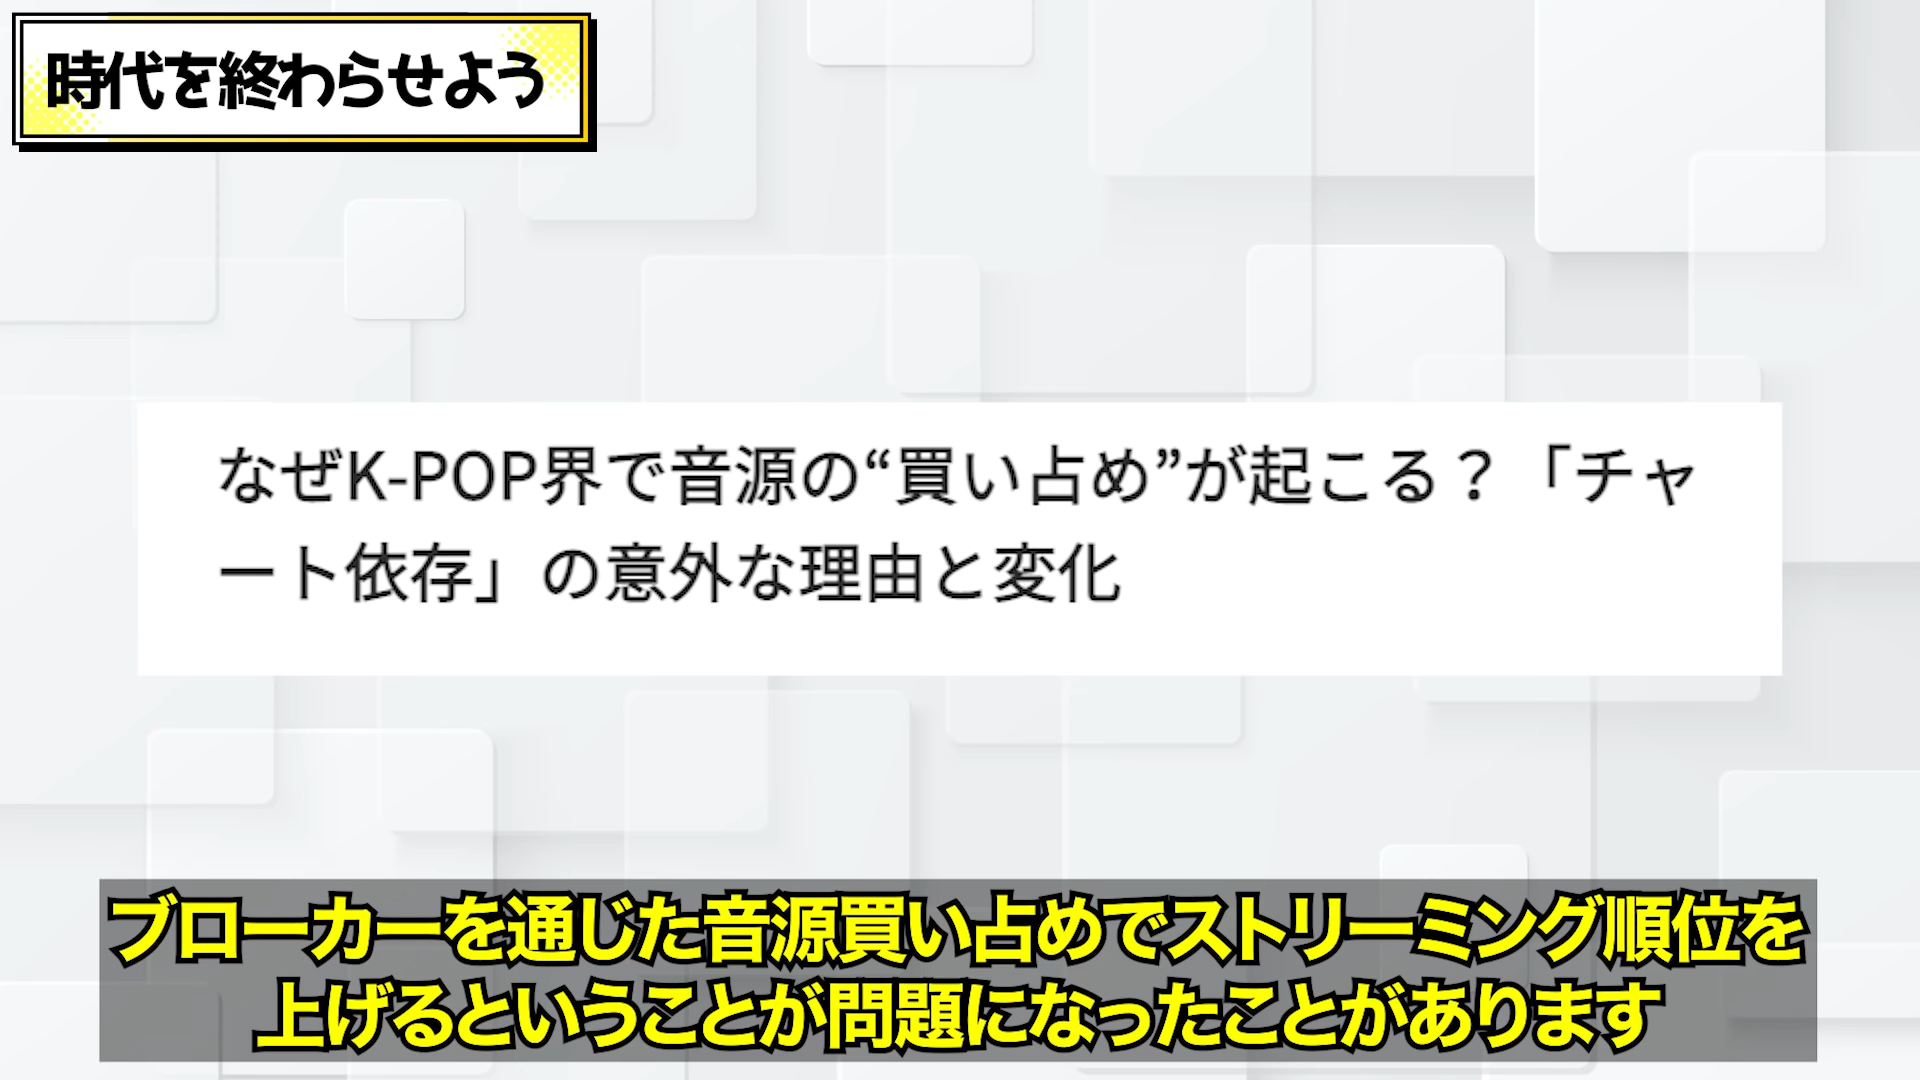 時代を終わらせよう
なぜK-POP界で音源の“買い占め”が起こる？「チャ
ート依存」の意外な理由と変化
ブローカーを通じた音源買い占めでストリーミング順位を
上げるということが問題になったことがあります